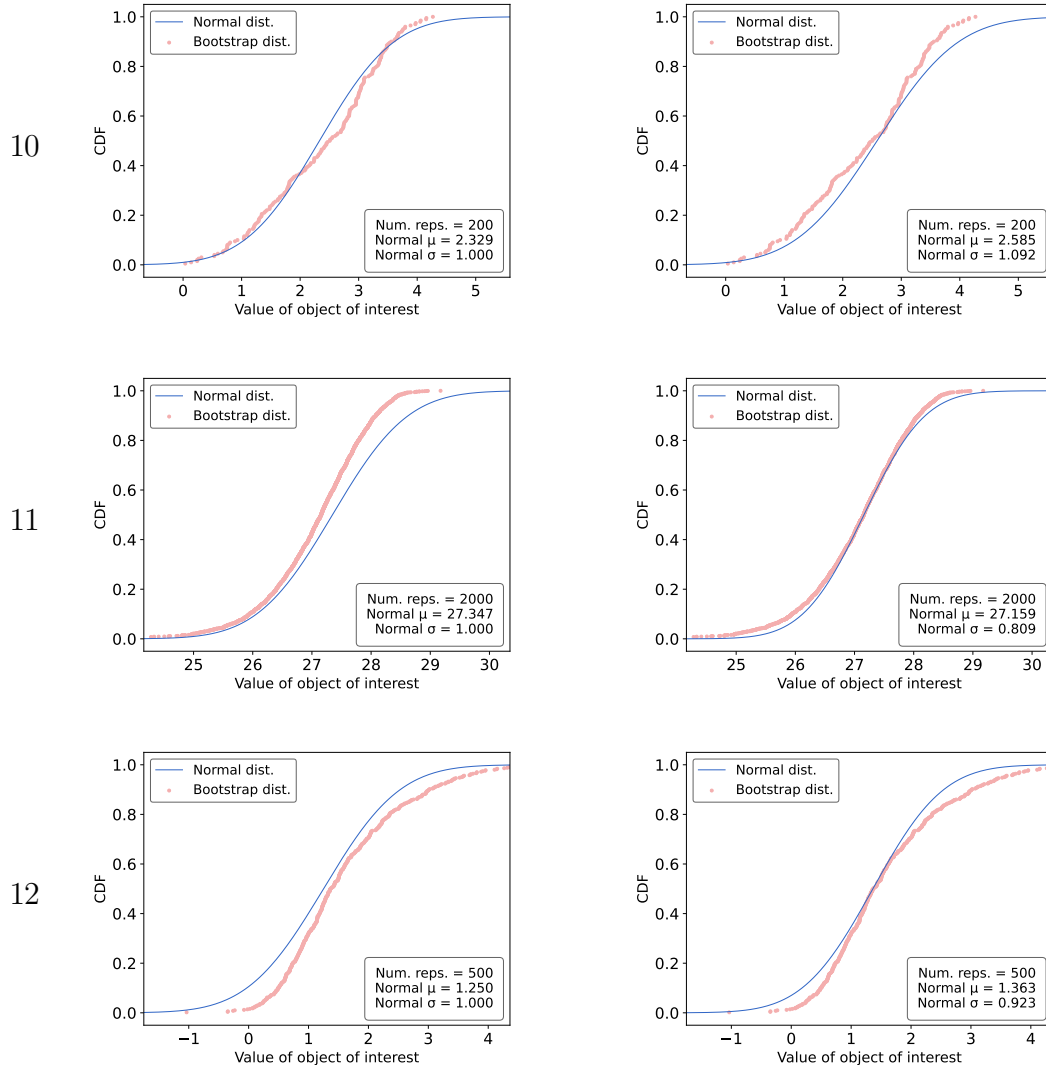 10
CDF
1.0
0.8
0.6
0.4
0.2
0.0
Normal dist.
Bootstrap dist.
Num. reps. = 200
Normal μ = 2.329
Normal σ = 1.000
0 1 2 3 4 5
Value of object of interest
CDF
1.0
0.8
0.6
0.4
0.2
0.0
Normal dist.
Bootstrap dist.
Num. reps. = 200
Normal μ = 2.585
Normal σ = 1.092
0 1 2 3 4 5
Value of object of interest
11
CDF
1.0
0.8
0.6
0.4
0.2
0.0
Normal dist.
Bootstrap dist.
Num. reps. = 2000
Normal μ = 27.347
Normal σ = 1.000
25 26 27 28 29 30
Value of object of interest
CDF
1.0
0.8
0.6
0.4
0.2
0.0
Normal dist.
Bootstrap dist.
Num. reps. = 2000
Normal μ = 27.159
Normal σ = 0.809
25 26 27 28 29 30
Value of object of interest
12
CDF
1.0
0.8
0.6
0.4
0.2
0.0
Normal dist.
Bootstrap dist.
Num. reps. = 500
Normal μ = 1.250
Normal σ = 1.000
−1 0 1 2 3 4
Value of object of interest
CDF
1.0
0.8
0.6
0.4
0.2
0.0
Normal dist.
Bootstrap dist.
Num. reps. = 500
Normal μ = 1.363
Normal σ = 0.923
−1 0 1 2 3 4
Value of object of interest